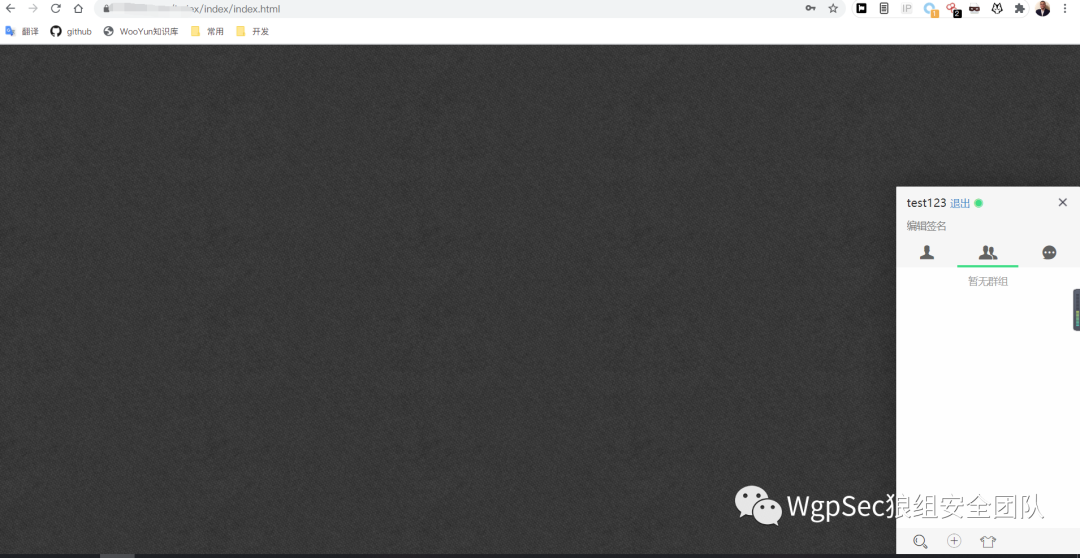 /index/index.html
翻译 github WooYun知识库 常用 开发
IP 1 2
test123 退出
编辑签名
暂无群组
WgpSec狼组安全团队